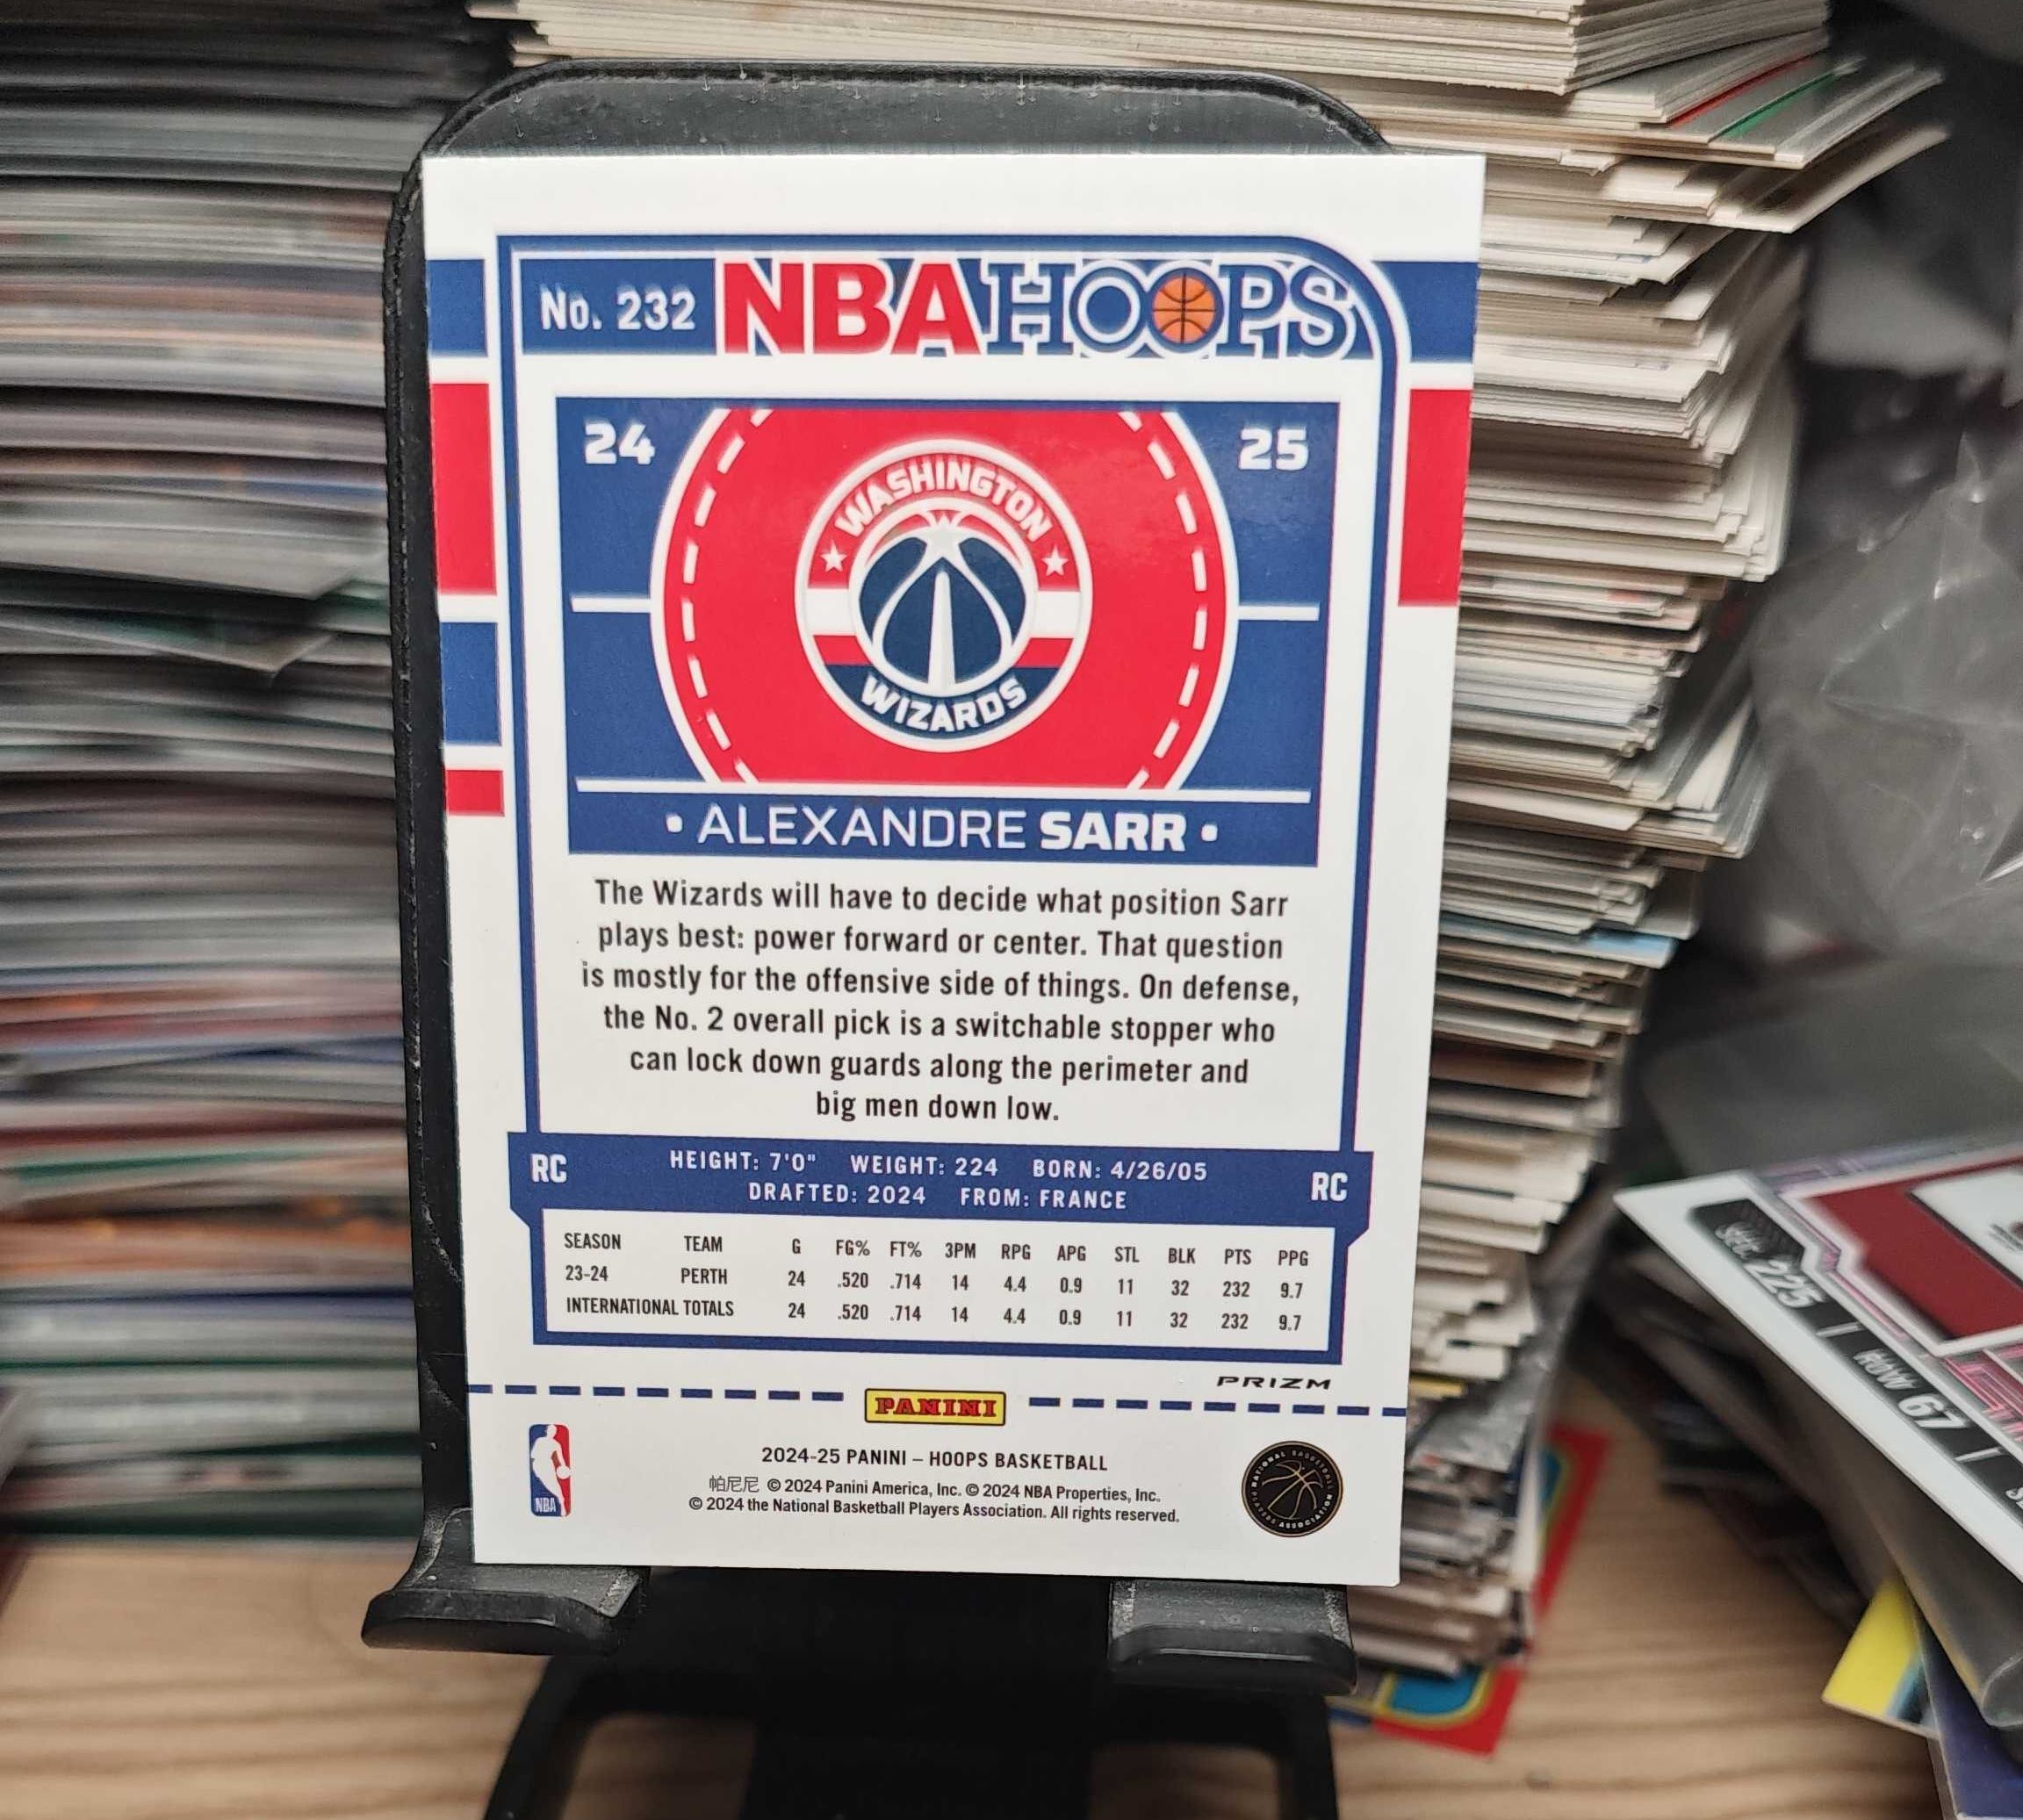 No. 232 NBA HOOPS
24 25
WASHINGTON
WIZARDS
• ALEXANDRE SARR •
The Wizards will have to decide what position Sarr
plays best: power forward or center. That question
is mostly for the offensive side of things. On defense,
the No. 2 overall pick is a switchable stopper who
can lock down guards along the perimeter and
big men down low.
RC HEIGHT: 7'0" WEIGHT: 224 BORN: 4/26/05 RC
DRAFTED: 2024 FROM: FRANCE
SEASON TEAM G FG% FT% 3PM RPG APG STL BLK PTS PPG
23-24 PERTH 24 .520 .714 14 4.4 0.9 11 32 232 9.7
INTERNATIONAL TOTALS 24 .520 .714 14 4.4 0.9 11 32 232 9.7
PRIZM
PANINI
2024-25 PANINI – HOOPS BASKETBALL
帕尼尼 © 2024 Panini America, Inc. © 2024 NBA Properties, Inc.
© 2024 the National Basketball Players Association. All rights reserved.
NBA
NATIONAL BASKETBALL PLAYERS ASSOCIATION
225 | ROW 67 |